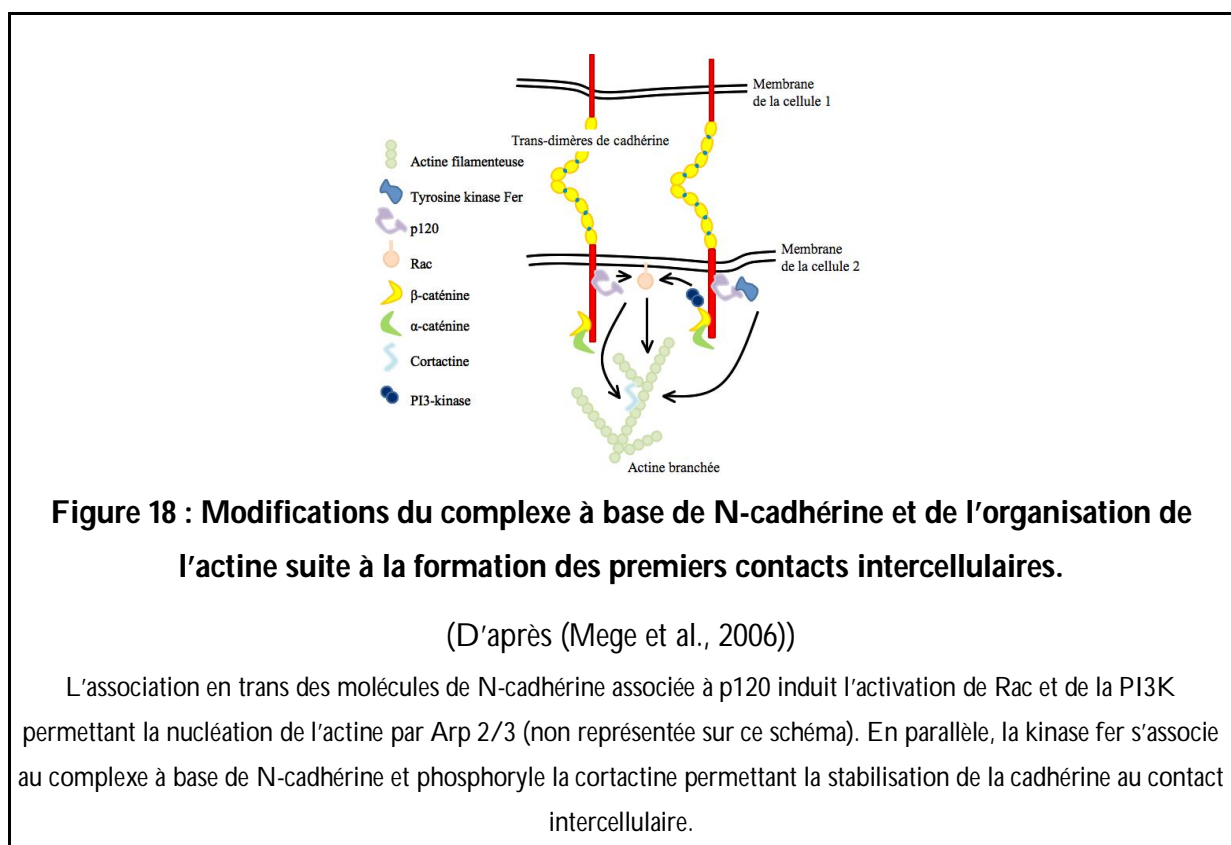 Membrane
de la cellule 1
Trans-dimères de cadhérine
Actine filamenteuse
Tyrosine kinase Fer
p120
Rac
β-caténine
α-caténine
Cortactine
PI3-kinase
Membrane
de la cellule 2
Actine branchée
Figure 18 : Modifications du complexe à base de N-cadhérine et de l'organisation de
l'actine suite à la formation des premiers contacts intercellulaires.
(D'après (Mege et al., 2006))
L'association en trans des molécules de N-cadhérine associée à p120 induit l'activation de Rac et de la PI3K
permettant la nucléation de l'actine par Arp 2/3 (non représentée sur ce schéma). En parallèle, la kinase fer s'associe
au complexe à base de N-cadhérine et phosphoryle la cortactine permettant la stabilisation de la cadhérine au contact
intercellulaire.